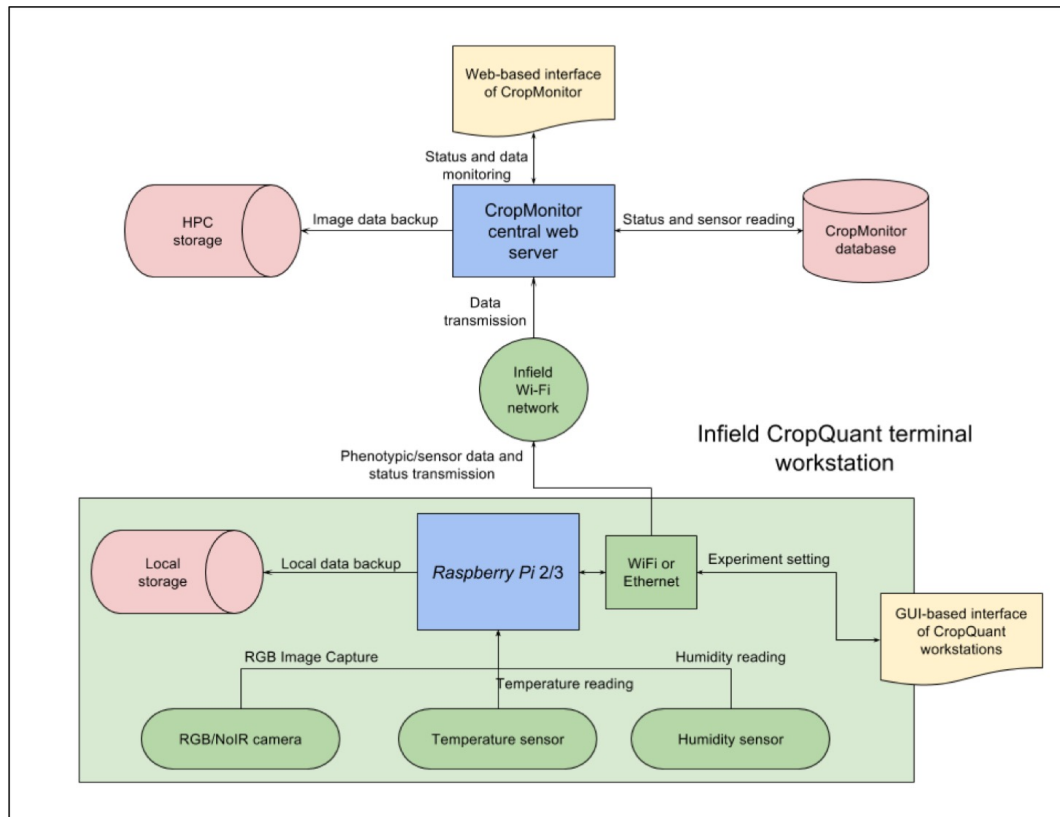 Web-based interface
of CropMonitor
Status and data
monitoring
HPC
storage
Image data backup
CropMonitor
central web
server
Status and sensor reading
CropMonitor
database
Data
transmission
Infield
Wi-Fi
network
Infield CropQuant terminal
workstation
Phenotypic/sensor data and
status transmission
Local
storage
Local data backup
Raspberry Pi 2/3
WiFi or
Ethernet
Experiment setting
GUI-based interface
of CropQuant
workstations
RGB Image Capture
Humidity reading
Temperature reading
RGB/NoIR camera
Temperature sensor
Humidity sensor